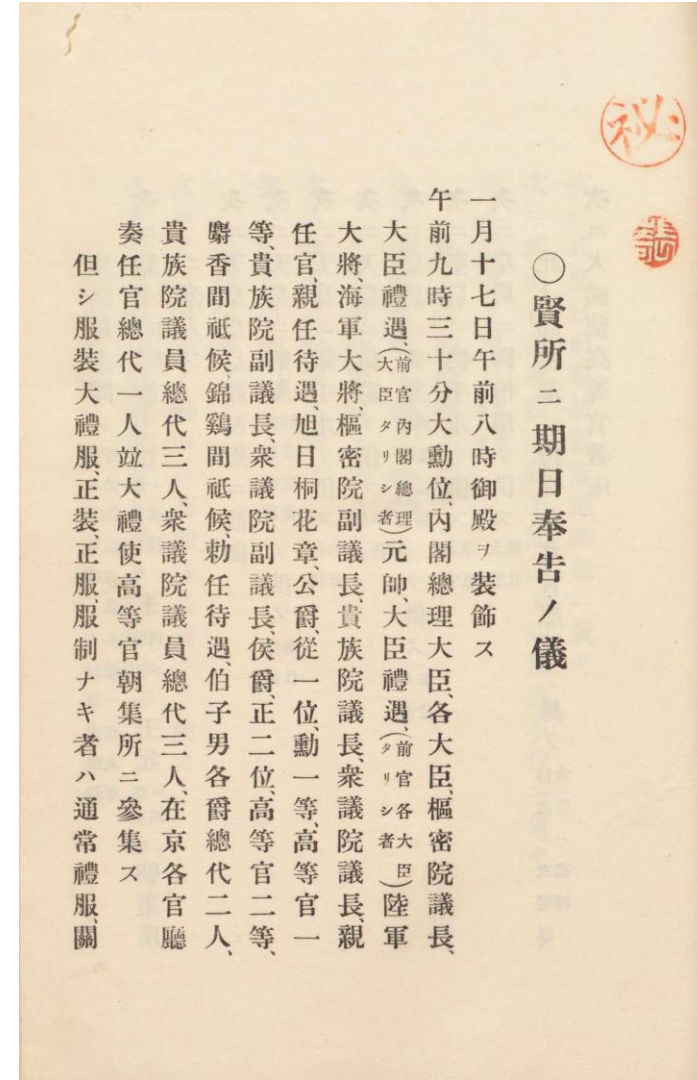 秘
〇賢所ニ期日奉告ノ儀
一月十七日午前八時御殿ヲ裝飾ス
午前九時三十分大勳位、內閣總理大臣、各大臣、樞密院議長、
大臣禮遇、(前官內閣總理大臣タリシ者)元帥、大臣禮遇、(前官各大臣タリシ者)陸軍
大將、海軍大將、樞密院副議長、貴族院議長、衆議院議長、親
任官、親任待遇、旭日桐花章、公爵、從一位、勳一等、高等官一
等、貴族院副議長、衆議院副議長、侯爵、正二位、高等官二等、
麝香間祗候、錦鷄間祗候、勅任待遇、伯子男各爵總代二人、
貴族院議員總代三人、衆議院議員總代三人、在京各官廳
奏任官總代一人竝大禮使高等官朝集所ニ參集ス
但シ服裝大禮服、正裝、正服、服制ナキ者ハ通常禮服、關